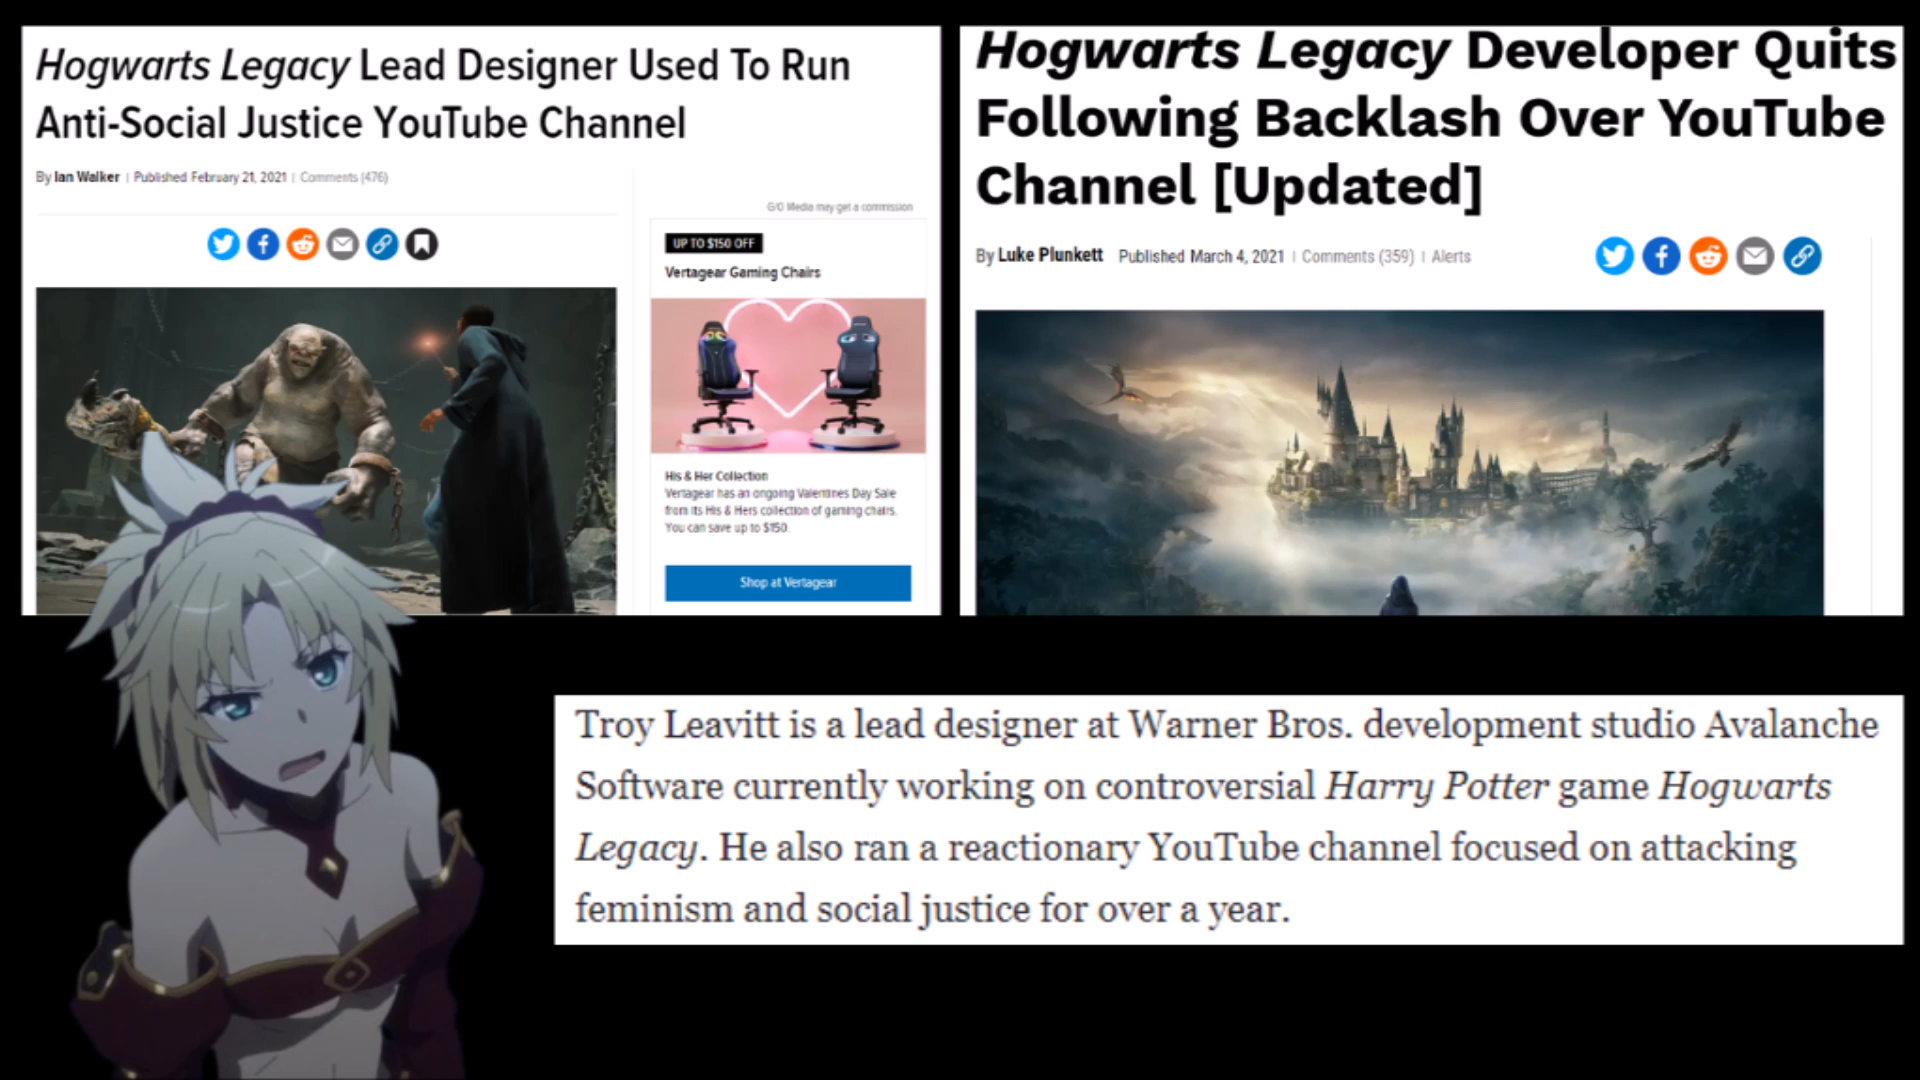 Hogwarts Legacy Lead Designer Used To Run
Anti-Social Justice YouTube Channel
By Ian Walker | Published February 21, 2021 | Comments (476)
G/O Media may get a commission
UP TO $150 OFF
Vertagear Gaming Chairs
His & Her Collection
Vertagear has an ongoing Valentines Day Sale
from its His & Hers collection of gaming chairs.
You can save up to $150.
Shop at Vertagear
Hogwarts Legacy Developer Quits
Following Backlash Over YouTube
Channel [Updated]
By Luke Plunkett Published March 4, 2021 | Comments (359) | Alerts
Troy Leavitt is a lead designer at Warner Bros. development studio Avalanche
Software currently working on controversial Harry Potter game Hogwarts
Legacy. He also ran a reactionary YouTube channel focused on attacking
feminism and social justice for over a year.